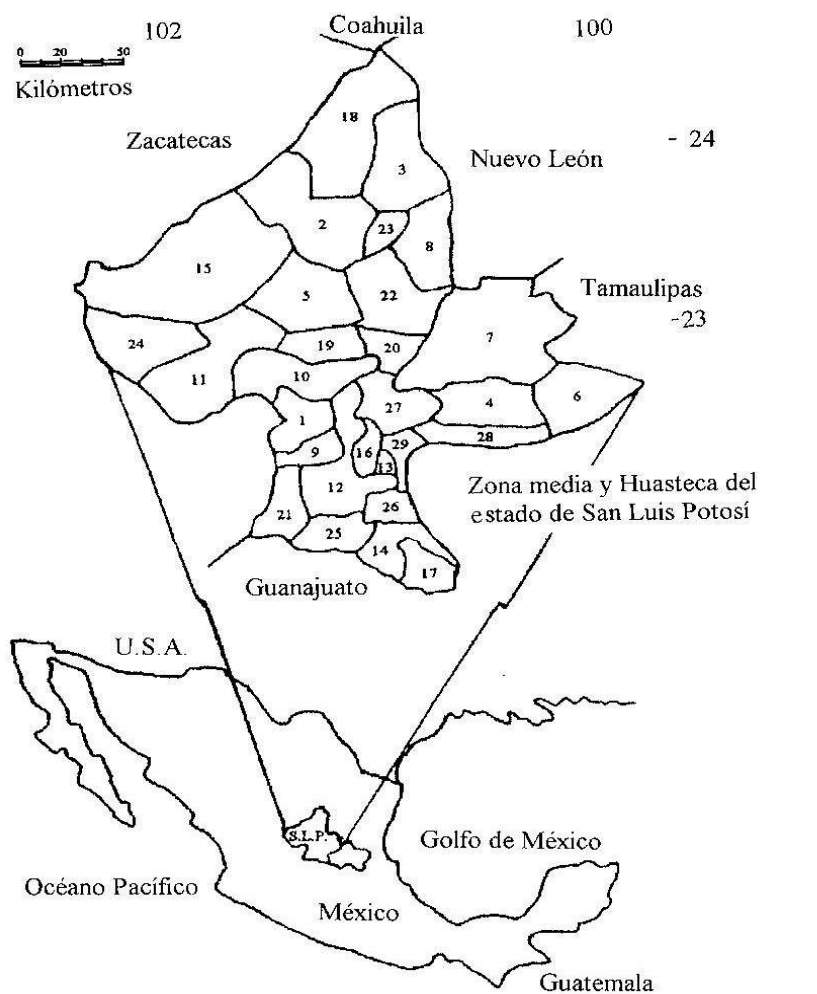 Coahuila
102
100
0 20 50
Kilómetros
18
Zacatecas
- 24
Nuevo León
3
2
23
8
15
Tamaulipas
5
22
-23
7
24
19
20
11
10
6
27
4
1
28
29
9
16
13
12
Zona media y Huasteca del
estado de San Luis Potosí
26
21
25
14
17
Guanajuato
U.S.A.
S.L.P.
Golfo de México
Océano Pacífico
México
Guatemala